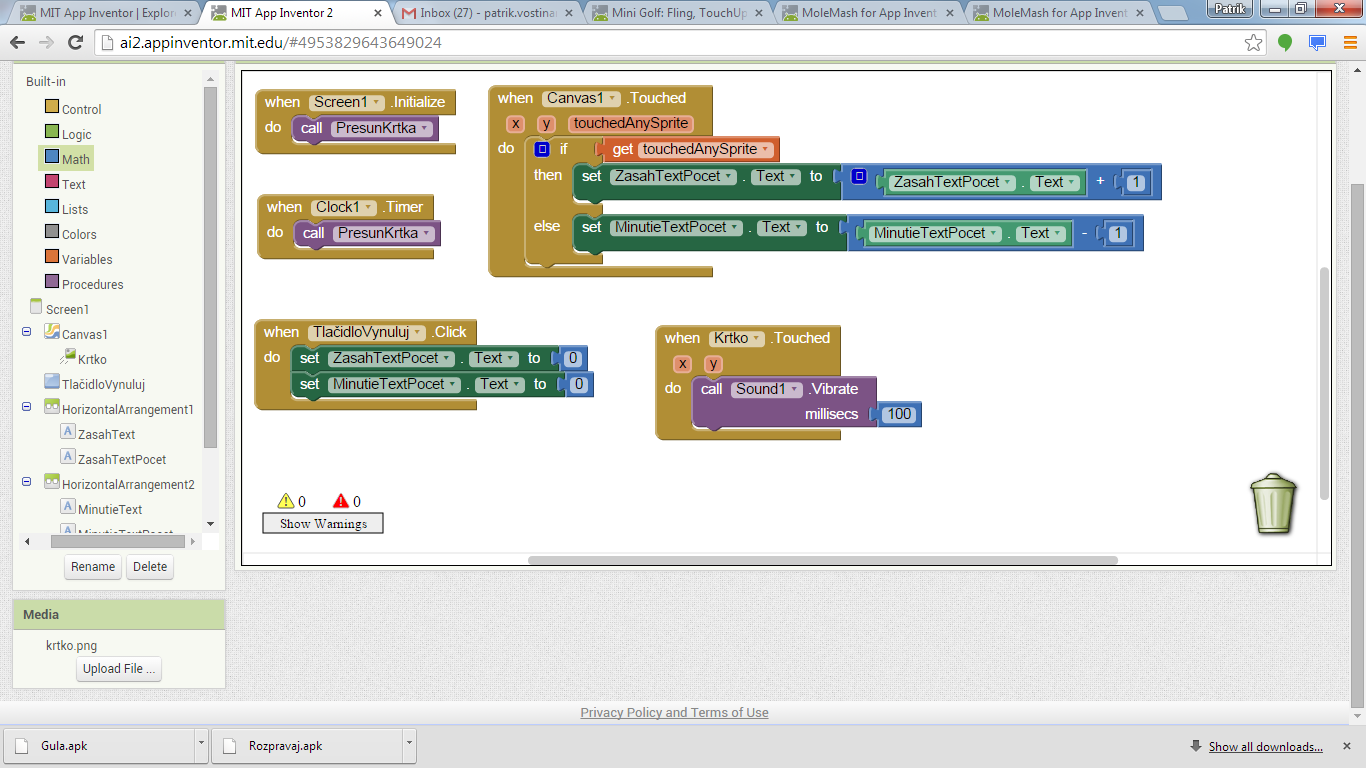 MIT App Inventor | Explore
MIT App Inventor 2
Inbox (27) - patrik.vostinar
Mini Golf: Fling, TouchUp
MoleMash for App Invent
MoleMash for App Invent
Patrik
ai2.appinventor.mit.edu/#4953829643649024
Built-in
Control
Logic
Math
Text
Lists
Colors
Variables
Procedures
Screen1
Canvas1
Krtko
TlačidloVynuluj
HorizontalArrangement1
ZasahText
ZasahTextPocet
HorizontalArrangement2
MinutieText
MinutieTextPocet
Rename Delete
Media
krtko.png
Upload File ...
when Screen1 .Initialize
do call PresunKrtka
when Clock1 .Timer
do call PresunKrtka
when Canvas1 .Touched
x y touchedAnySprite
do if get touchedAnySprite
then set ZasahTextPocet . Text to ZasahTextPocet . Text + 1
else set MinutieTextPocet . Text to MinutieTextPocet . Text - 1
when TlačidloVynuluj .Click
do set ZasahTextPocet . Text to 0
set MinutieTextPocet . Text to 0
when Krtko .Touched
x y
do call Sound1 .Vibrate
millisecs 100
0 0
Show Warnings
Privacy Policy and Terms of Use
Gula.apk
Rozpravaj.apk
Show all downloads...